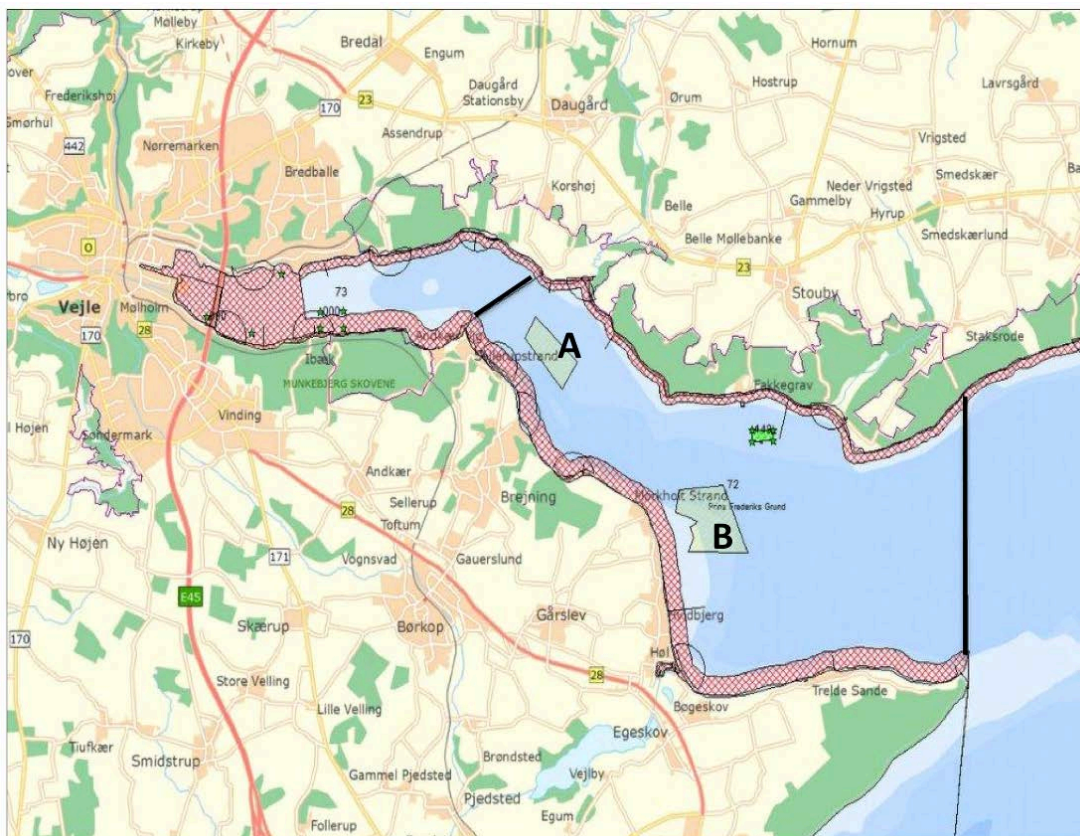 Mølleby
Kirkeby
Bredal
Engum
Hornum
Frederikshøj
Daugård
Stationsby
Hostrup
Lavrsgård
170
23
Daugård
Ørum
Assendrup
442
Nørremarken
Vrigsted
Bredballe
Korshøj
Smedskær
Neder Vrigsted
Gammelby
Belle
Hyrup
Belle Møllebanke
Smedskærlund
0
23
Stouby
73
Vejle
Mølholm
170
28
A
Staksrode
Ibæk
MUNKEBJERG SKOVENE
Fakkegrav
Vinding
Søndermark
Andkær
Sellerup
Brejning
Mörkholt Strand
72
28
Toftum
B
Ny Højen
Vognsvad
Gauerslund
171
E45
Skærup
Børkop
Gårslev
170
Høl
28
Store Velling
Trelde Sande
Lille Velling
Bøgeskov
Egeskov
Tiufkær
Smidstrup
Brøndsted
Gammel Pjedsted
Vejlby
Pjedsted
Egum
Follerup